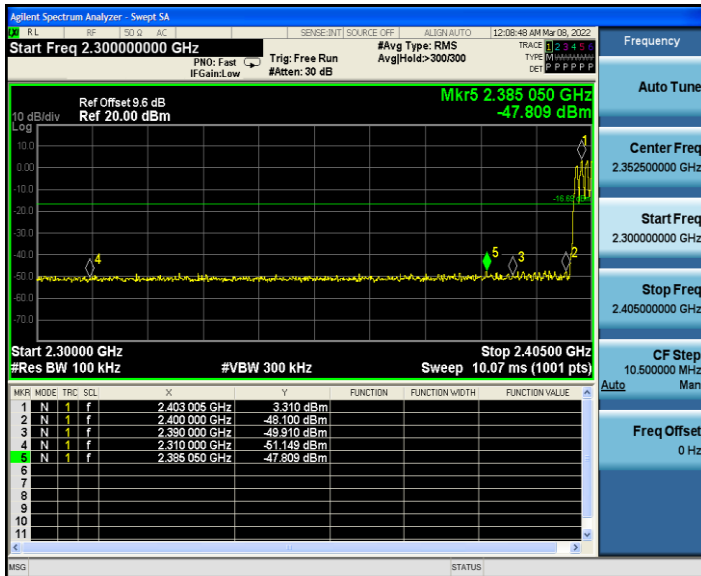 Agilent Spectrum Analyzer - Swept SA
RL RF 50 Ω AC SENSE:INT SOURCE OFF ALIGN AUTO 12:08:48 AM Mar 08, 2022
Start Freq 2.300000000 GHz
PNO: Fast
IFGain:Low
Trig: Free Run
#Atten: 30 dB
#Avg Type: RMS
Avg|Hold:>300/300
TRACE 1 2 3 4 5 6
TYPE M
DET P P P P P P
Ref Offset 9.6 dB
10 dB/div Ref 20.00 dBm
Log
Mkr5 2.385 050 GHz
-47.809 dBm
10.0
0.00
-10.0
-20.0
-30.0
-40.0
-50.0
-60.0
-70.0
1
4
5
3
2
Start 2.30000 GHz Stop 2.40500 GHz
#Res BW 100 kHz #VBW 300 kHz Sweep 10.07 ms (1001 pts)
MKR MODE TRC SCL X Y FUNCTION FUNCTION WIDTH FUNCTION VALUE
1 N 1 f 2.403 005 GHz 3.310 dBm
2 N 1 f 2.400 000 GHz -48.100 dBm
3 N 1 f 2.390 000 GHz -49.910 dBm
4 N 1 f 2.310 000 GHz -51.149 dBm
5 N 1 f 2.385 050 GHz -47.809 dBm
6
7
8
9
10
11
MSG STATUS
Frequency
Auto Tune
Center Freq
2.352500000 GHz
Start Freq
2.300000000 GHz
Stop Freq
2.405000000 GHz
CF Step
10.500000 MHz
Auto Man
Freq Offset
0 Hz